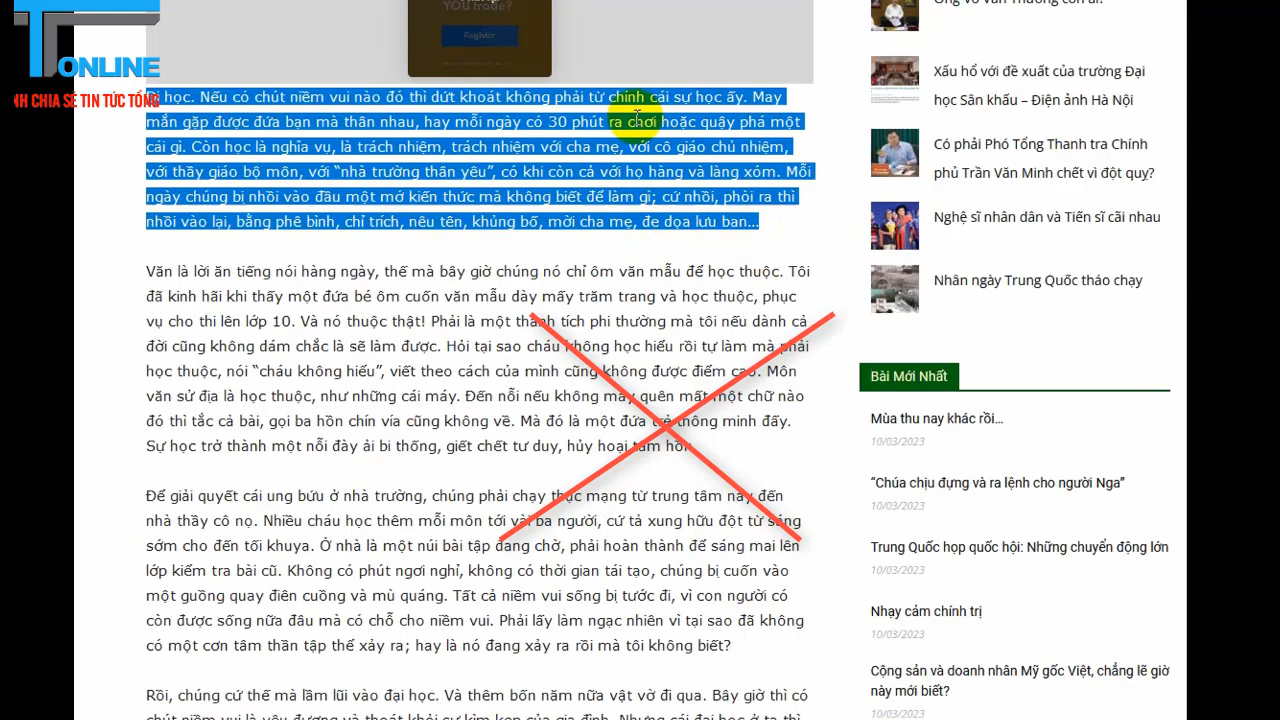 YOU Trade?
Register
TT ONLINE
NH CHIA SẺ TIN TỨC TỔNG
đi học. Nếu có chút niềm vui nào đó thì dứt khoát không phải từ chính cái sự học ấy. May
mắn gặp được đứa bạn mà thân nhau, hay mỗi ngày có 30 phút ra chơi hoặc quậy phá một
cái gì. Còn học là nghĩa vụ, là trách nhiệm, trách nhiệm với cha mẹ, với cô giáo chủ nhiệm,
với thầy giáo bộ môn, với “nhà trường thân yêu”, có khi còn cả với họ hàng và làng xóm. Mỗi
ngày chúng bị nhồi vào đầu một mớ kiến thức mà không biết để làm gì; cứ nhồi, phòi ra thì
nhồi vào lại, bằng phê bình, chỉ trích, nêu tên, khủng bố, mời cha mẹ, đe dọa lưu ban…
Văn là lời ăn tiếng nói hàng ngày, thế mà bây giờ chúng nó chỉ ôm văn mẫu để học thuộc. Tôi
đã kinh hãi khi thấy một đứa bé ôm cuốn văn mẫu dày mấy trăm trang và học thuộc, phục
vụ cho thi lên lớp 10. Và nó thuộc thật! Phải là một thành tích phi thường mà tôi nếu dành cả
đời cũng không dám chắc là sẽ làm được. Hỏi tại sao cháu không học hiểu rồi tự làm mà phải
học thuộc, nói “cháu không hiểu”, viết theo cách của mình cũng không được điểm cao. Môn
văn sử địa là học thuộc, như những cái máy. Đến nỗi nếu không may quên mất một chữ nào
đó thì tắc cả bài, gọi ba hồn chín vía cũng không về. Mà đó là một đứa trẻ thông minh đấy.
Sự học trở thành một nỗi đày ải bi thống, giết chết tư duy, hủy hoại tâm hồn.
Để giải quyết cái ung bứu ở nhà trường, chúng phải chạy thục mạng từ trung tâm này đến
nhà thầy cô nọ. Nhiều cháu học thêm mỗi môn tới vài ba người, cứ tả xung hữu đột từ sáng
sớm cho đến tối khuya. Ở nhà là một núi bài tập đang chờ, phải hoàn thành để sáng mai lên
lớp kiểm tra bài cũ. Không có phút ngơi nghỉ, không có thời gian tái tạo, chúng bị cuốn vào
một guồng quay điên cuồng và mù quáng. Tất cả niềm vui sống bị tước đi, vì con người có
còn được sống nữa đâu mà có chỗ cho niềm vui. Phải lấy làm ngạc nhiên vì tại sao đã không
có một cơn tâm thần tập thể xảy ra; hay là nó đang xảy ra rồi mà tôi không biết?
Rồi, chúng cứ thế mà lầm lũi vào đại học. Và thêm bốn năm nữa vật vờ đi qua. Bây giờ thì có
chút niềm vui là yêu đương và thoát khỏi sự kìm kẹp của gia đình. Nhưng cái đại học ở ta thì
Ông Võ Văn Thưởng còn ai?
Xấu hổ với đề xuất của trường Đại
học Sân khấu – Điện ảnh Hà Nội
Có phải Phó Tổng Thanh tra Chính
phủ Trần Văn Minh chết vì đột quỵ?
Nghệ sĩ nhân dân và Tiến sĩ cãi nhau
Nhân ngày Trung Quốc tháo chạy
Bài Mới Nhất
Mùa thu nay khác rồi…
10/03/2023
“Chúa chịu đựng và ra lệnh cho người Nga”
10/03/2023
Trung Quốc họp quốc hội: Những chuyển động lớn
10/03/2023
Nhạy cảm chính trị
10/03/2023
Cộng sản và doanh nhân Mỹ gốc Việt, chẳng lẽ giờ
này mới biết?
10/03/2023